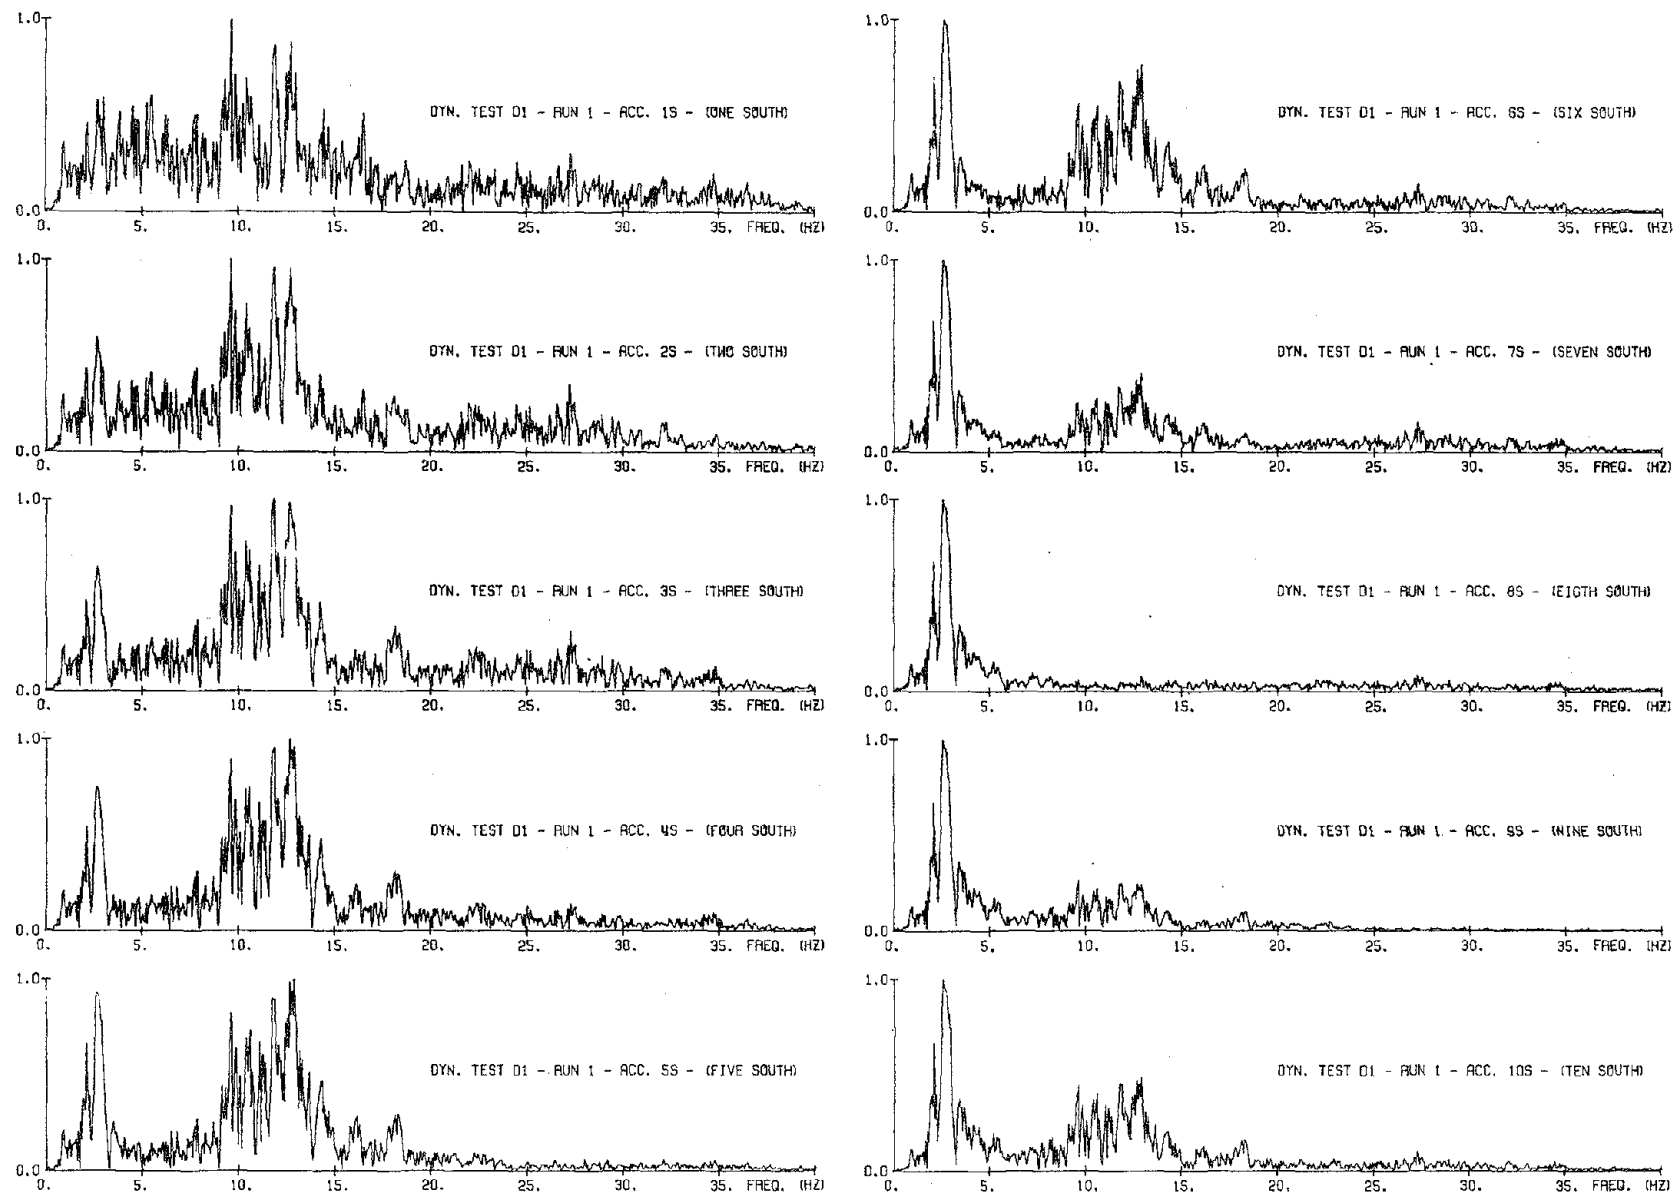 1.0
DYN. TEST D1 - RUN 1 - ACC. 1S - (ONE SOUTH)
0.0
0. 5. 10. 15. 20. 25. 30. 35. FREQ. (HZ)
1.0
DYN. TEST D1 - RUN 1 - ACC. 2S - (TWO SOUTH)
0.0
0. 5. 10. 15. 20. 25. 30. 35. FREQ. (HZ)
1.0
DYN. TEST D1 - RUN 1 - ACC. 3S - (THREE SOUTH)
0.0
0. 5. 10. 15. 20. 25. 30. 35. FREQ. (HZ)
1.0
DYN. TEST D1 - RUN 1 - ACC. 4S - (FOUR SOUTH)
0.0
0. 5. 10. 15. 20. 25. 30. 35. FREQ. (HZ)
1.0
DYN. TEST D1 - RUN 1 - ACC. 5S - (FIVE SOUTH)
0.0
0. 5. 10. 15. 20. 25. 30. 35. FREQ. (HZ)
1.0
DYN. TEST D1 - RUN 1 - ACC. 6S - (SIX SOUTH)
0.0
0. 5. 10. 15. 20. 25. 30. 35. FREQ. (HZ)
1.0
DYN. TEST D1 - RUN 1 - ACC. 7S - (SEVEN SOUTH)
0.0
0. 5. 10. 15. 20. 25. 30. 35. FREQ. (HZ)
1.0
DYN. TEST D1 - RUN 1 - ACC. 8S - (EIGTH SOUTH)
0.0
0. 5. 10. 15. 20. 25. 30. 35. FREQ. (HZ)
1.0
DYN. TEST D1 - RUN 1 - ACC. 9S - (NINE SOUTH)
0.0
0. 5. 10. 15. 20. 25. 30. 35. FREQ. (HZ)
1.0
DYN. TEST D1 - RUN 1 - ACC. 10S - (TEN SOUTH)
0.0
0. 5. 10. 15. 20. 25. 30. 35. FREQ. (HZ)